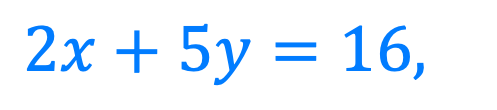 2x + 5y = 16,